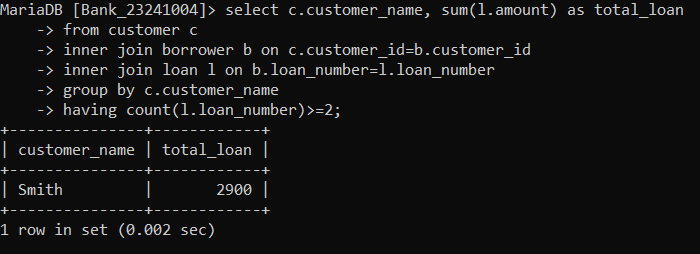 MariaDB [Bank_23241004]> select c.customer_name, sum(l.amount) as total_loan
    -> from customer c
    -> inner join borrower b on c.customer_id=b.customer_id
    -> inner join loan l on b.loan_number=l.loan_number
    -> group by c.customer_name
    -> having count(l.loan_number)>=2;
+---------------+------------+
| customer_name | total_loan |
+---------------+------------+
| Smith         |       2900 |
+---------------+------------+
1 row in set (0.002 sec)